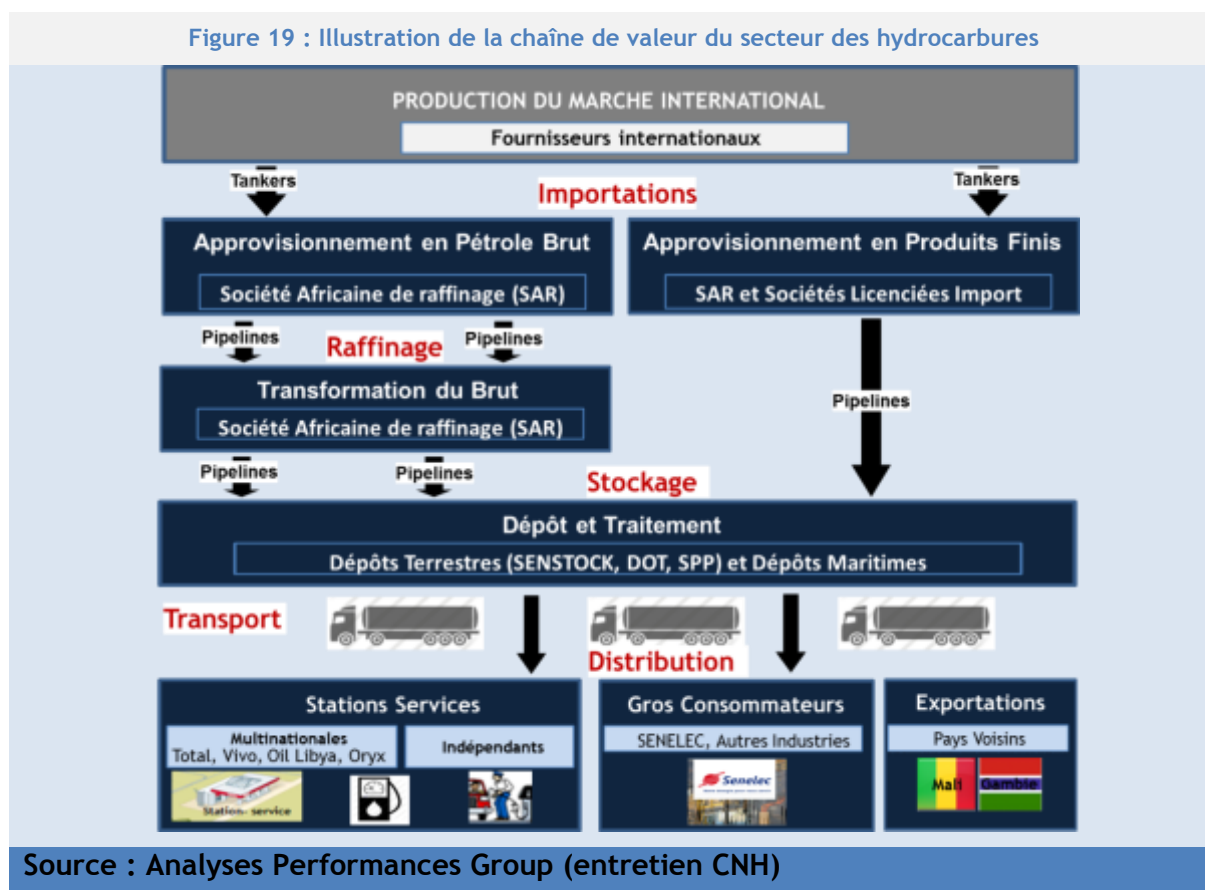 Figure 19 : Illustration de la chaîne de valeur du secteur des hydrocarbures
PRODUCTION DU MARCHE INTERNATIONAL
Fournisseurs internationaux
Tankers
Tankers
Importations
Approvisionnement en Pétrole Brut
Société Africaine de raffinage (SAR)
Approvisionnement en Produits Finis
SAR et Sociétés Licenciées Import
Pipelines
Raffinage
Pipelines
Transformation du Brut
Société Africaine de raffinage (SAR)
Pipelines
Pipelines
Pipelines
Stockage
Dépôt et Traitement
Dépôts Terrestres (SENSTOCK, DOT, SPP) et Dépôts Maritimes
Transport
Distribution
Stations Services
Multinationales
Total, Vivo, Oil Libya, Oryx
Indépendants
Station- service
Gros Consommateurs
SENELEC, Autres Industries
Senelec
Exportations
Pays Voisins
Mali
Gambie
Source : Analyses Performances Group (entretien CNH)